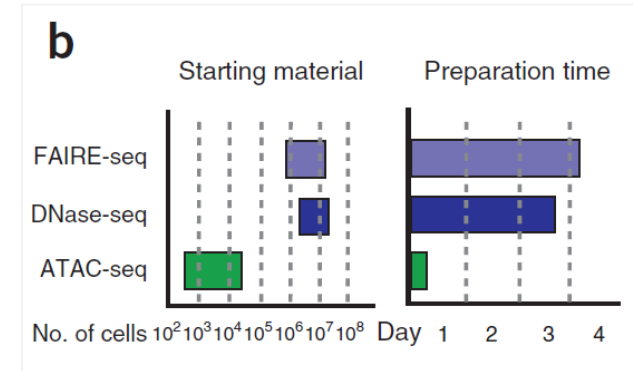 b
Starting material Preparation time
FAIRE-seq
DNase-seq
ATAC-seq
No. of cells 10² 10³ 10⁴ 10⁵ 10⁶ 10⁷ 10⁸ Day 1 2 3 4